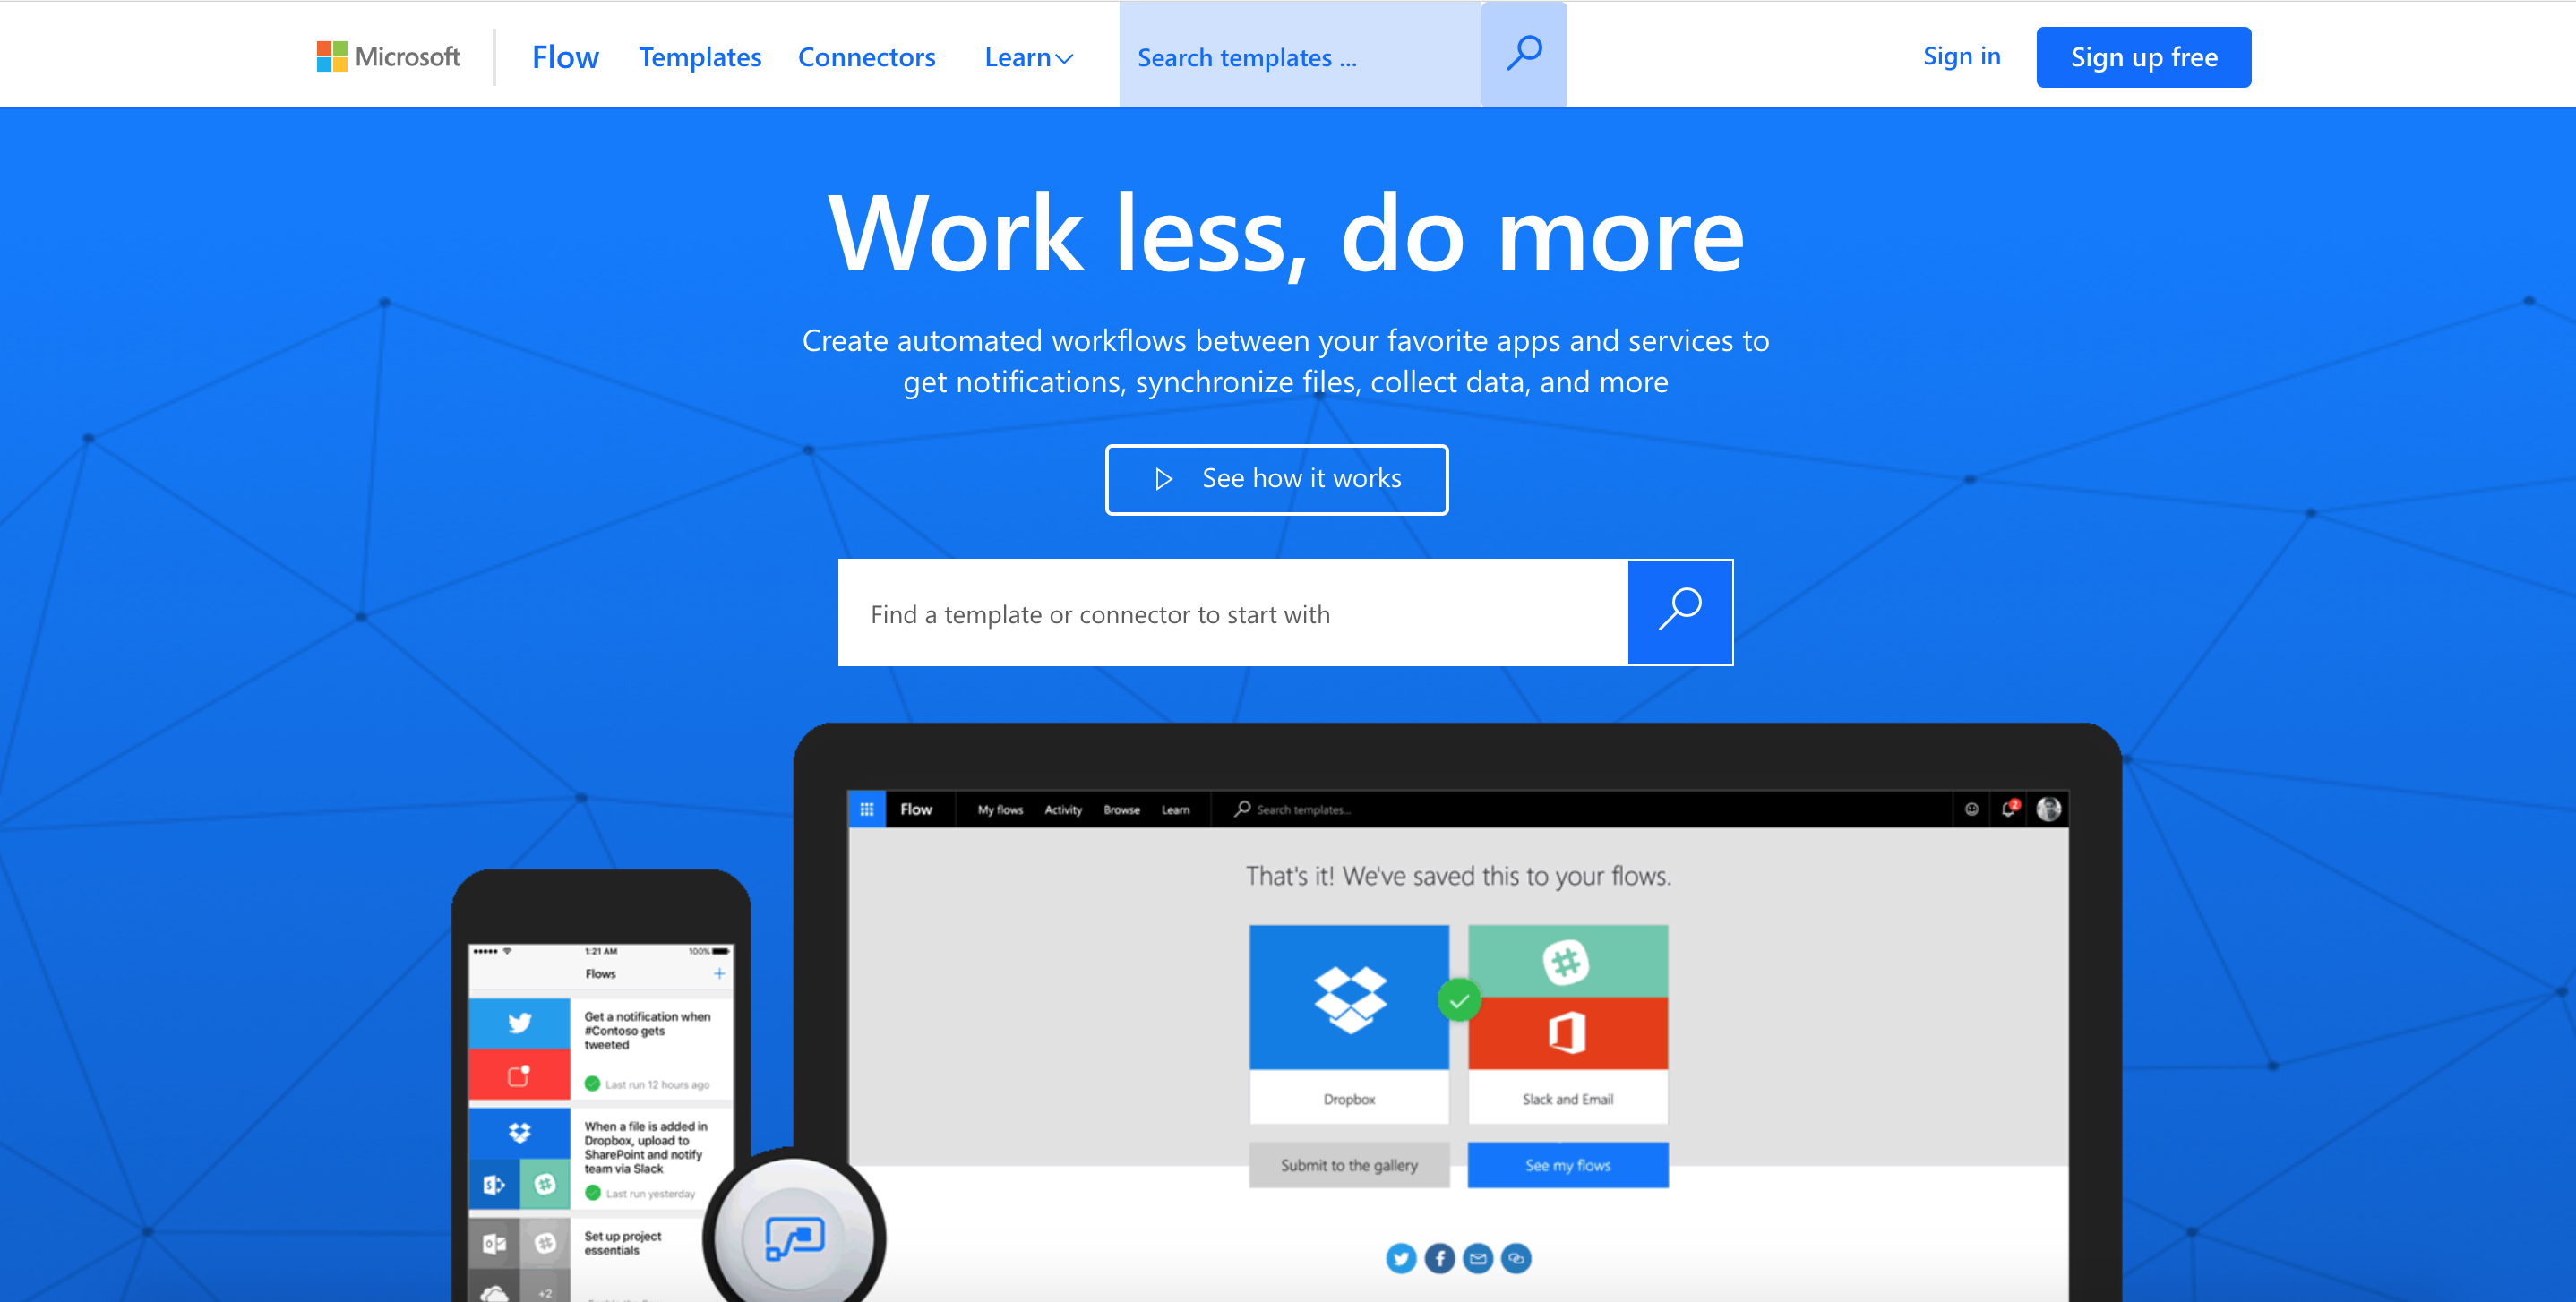 Microsoft
Flow
Templates
Connectors
Learn
Search templates ...
Sign in
Sign up free
Work less, do more
Create automated workflows between your favorite apps and services to
get notifications, synchronize files, collect data, and more
See how it works
Find a template or connector to start with
Flow
My flows
Activity
Browse
Learn
Search templates...
2
That's it! We've saved this to your flows.
Dropbox
Slack and Email
Submit to the gallery
See my flows
1:21 AM
100%
Flows
Get a notification when
#Contoso gets
tweeted
Last run 12 hours ago
When a file is added in
Dropbox, upload to
SharePoint and notify
team via Slack
Last run yesterday
Set up project
essentials
+2